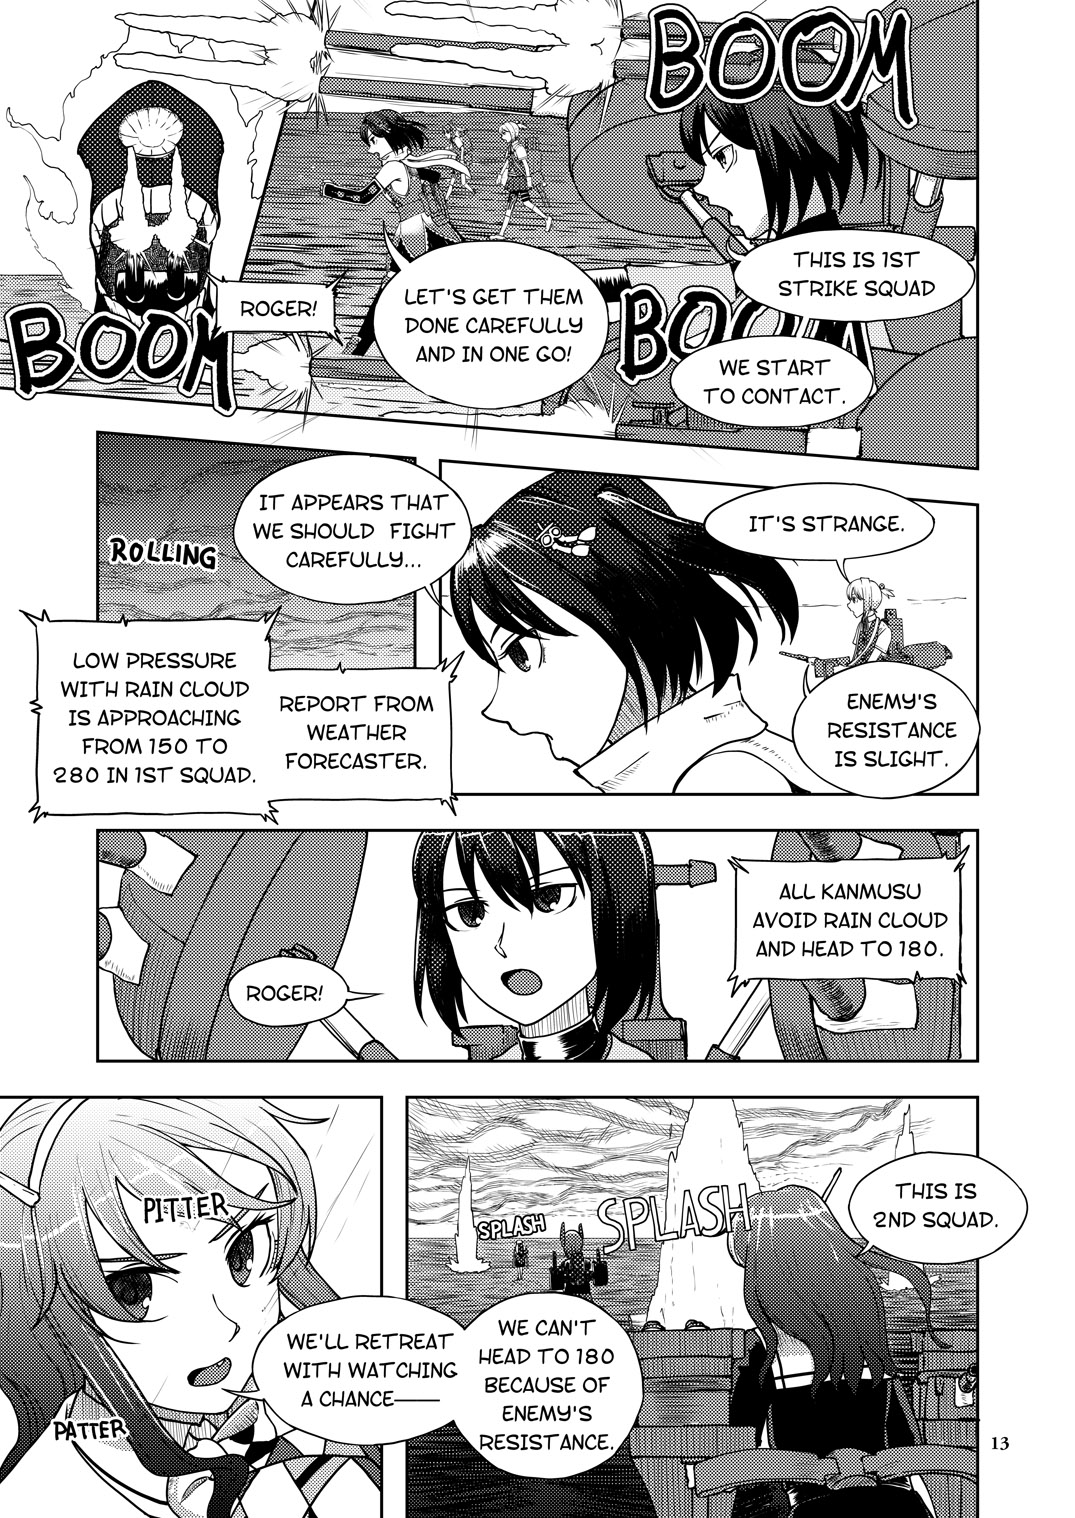 BOOM
THIS IS 1ST
STRIKE SQUAD
BOOM
WE START
TO CONTACT.
LET'S GET THEM
DONE CAREFULLY
AND IN ONE GO!
ROGER!
BOOM
IT'S STRANGE.
ENEMY'S
RESISTANCE
IS SLIGHT.
IT APPEARS THAT
WE SHOULD FIGHT
CAREFULLY...
ROLLING
REPORT FROM
WEATHER
FORECASTER.
LOW PRESSURE
WITH RAIN CLOUD
IS APPROACHING
FROM 150 TO
280 IN 1ST SQUAD.
ALL KANMUSU
AVOID RAIN CLOUD
AND HEAD TO 180.
ROGER!
THIS IS
2ND SQUAD.
SPLASH
SPLASH
WE CAN'T
HEAD TO 180
BECAUSE OF
ENEMY'S
RESISTANCE.
WE'LL RETREAT
WITH WATCHING
A CHANCE——
PITTER
PATTER
13